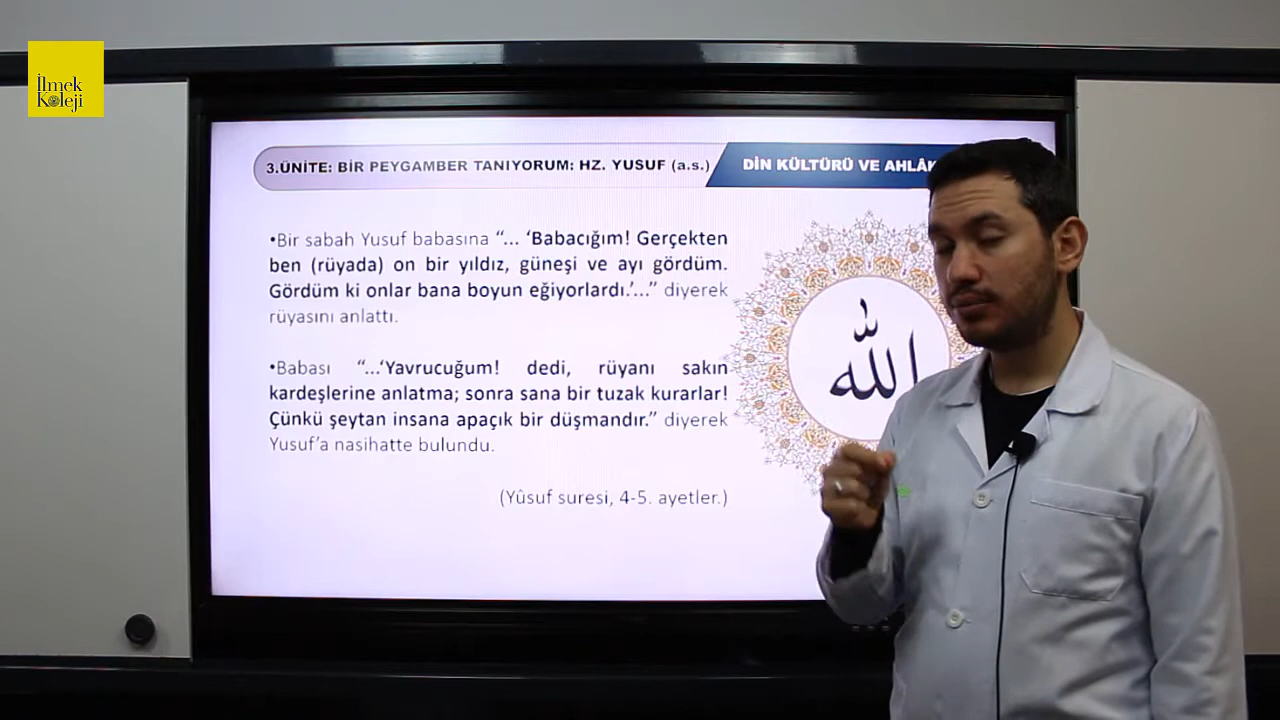 İlmek
Koleji
3.ÜNİTE: BİR PEYGAMBER TANIYORUM: HZ. YUSUF (a.s.)
DİN KÜLTÜRÜ VE AHLÂK
•Bir sabah Yusuf babasına “... ‘Babacığım! Gerçekten
ben (rüyada) on bir yıldız, güneşi ve ayı gördüm.
Gördüm ki onlar bana boyun eğiyorlardı.’...” diyerek
rüyasını anlattı.
•Babası “...‘Yavrucuğum! dedi, rüyanı sakın
kardeşlerine anlatma; sonra sana bir tuzak kurarlar!
Çünkü şeytan insana apaçık bir düşmandır.” diyerek
Yusuf’a nasihatte bulundu.
(Yûsuf suresi, 4-5. ayetler.)
الله